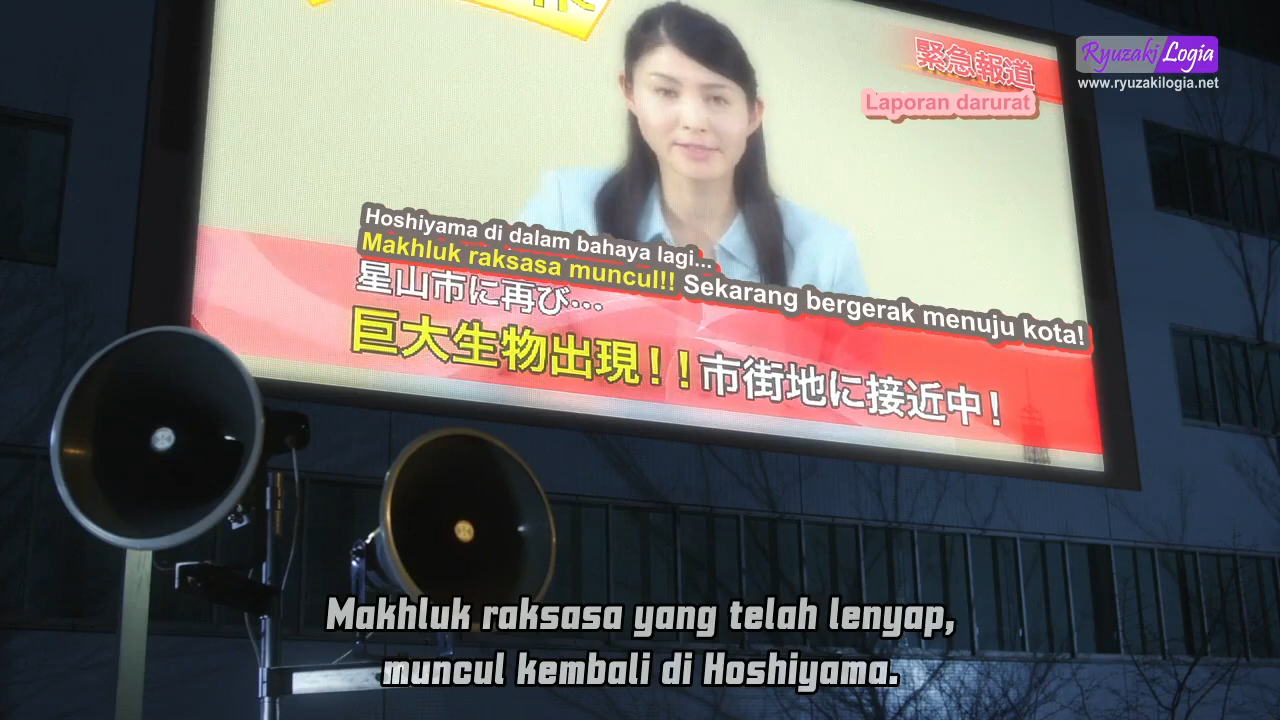 緊急報道
Ryuzaki Logia
www.ryuzakilogia.net
Laporan darurat
Hoshiyama di dalam bahaya lagi...
Makhluk raksasa muncul!! Sekarang bergerak menuju kota!
星山市に再び…
巨大生物出現！！市街地に接近中！
Makhluk raksasa yang telah lenyap,
muncul kembali di Hoshiyama.